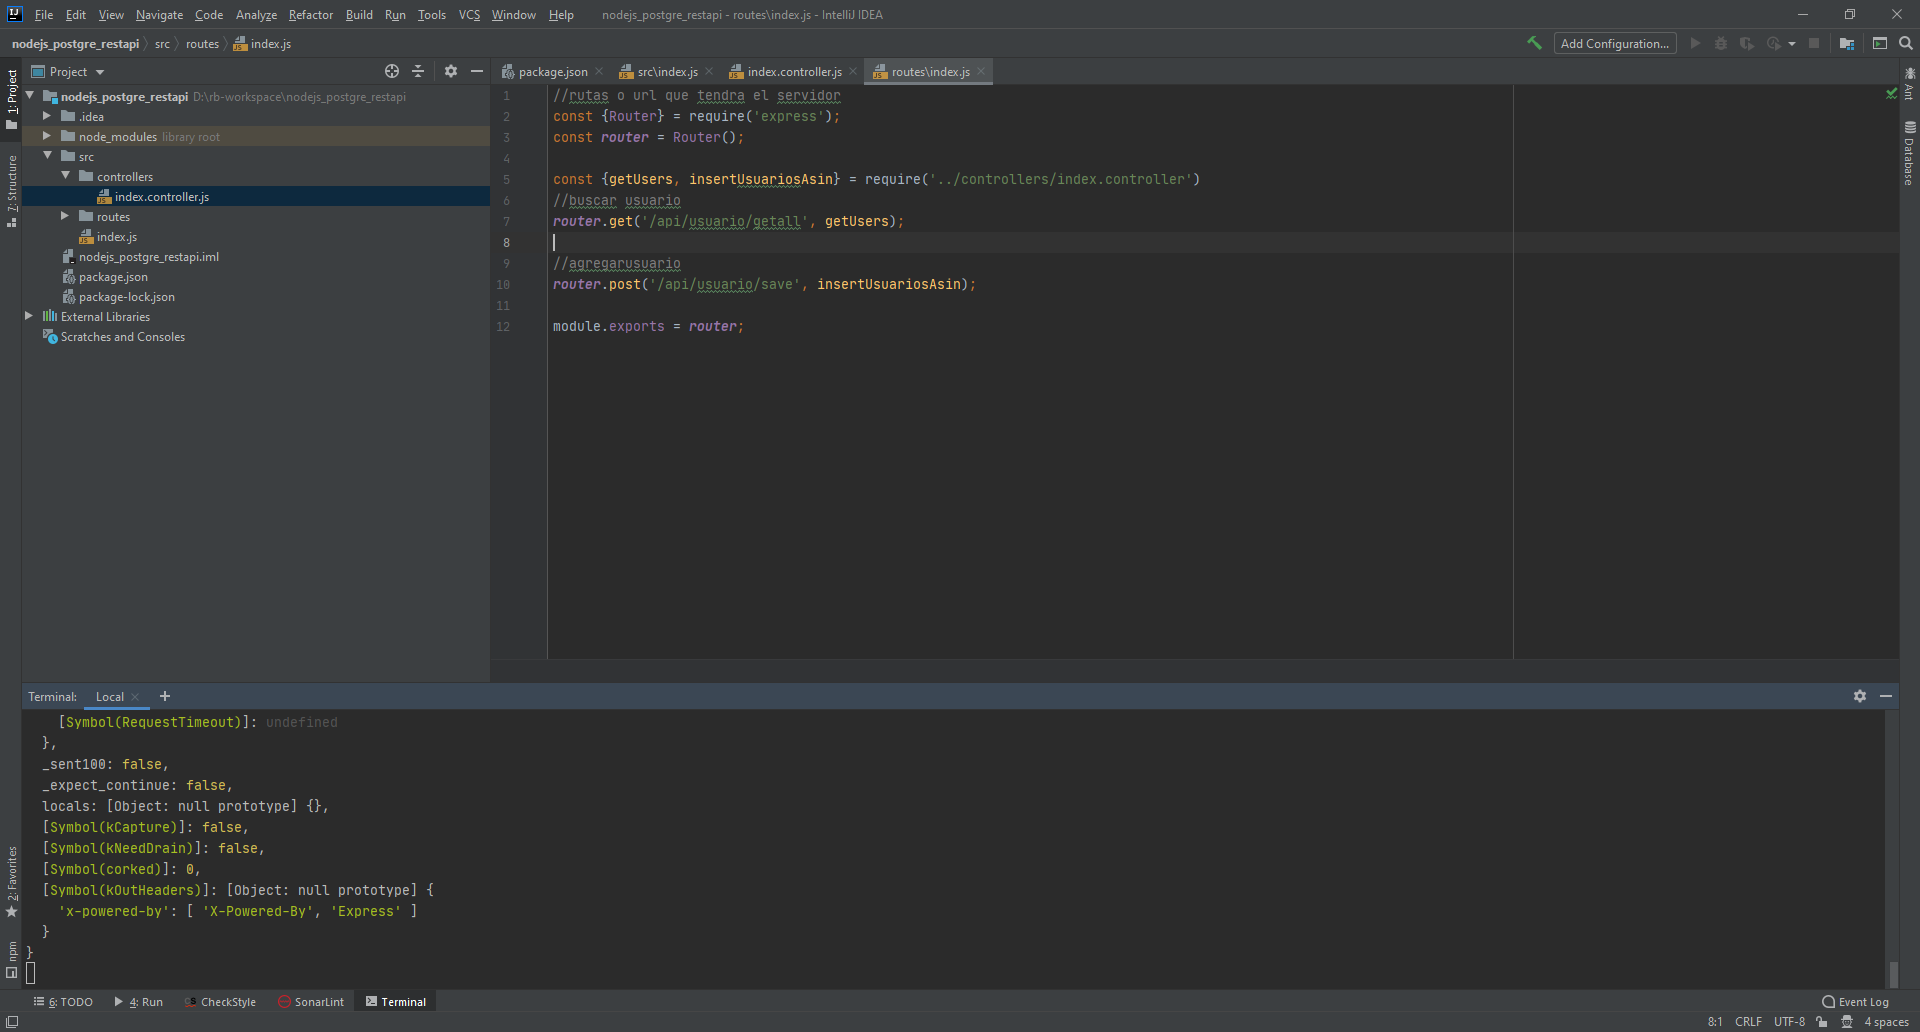 File Edit View Navigate Code Analyze Refactor Build Run Tools VCS Window Help nodejs_postgre_restapi - routes\index.js - IntelliJ IDEA
nodejs_postgre_restapi src routes index.js Add Configuration...
Project
package.json src\index.js index.controller.js routes\index.js
1: Project
7: Structure
2: Favorites
npm
nodejs_postgre_restapi D:\rb-workspace\nodejs_postgre_restapi
.idea
node_modules library root
src
controllers
index.controller.js
routes
index.js
nodejs_postgre_restapi.iml
package.json
package-lock.json
External Libraries
Scratches and Consoles
1 //rutas o url que tendra el servidor
2 const {Router} = require('express');
3 const router = Router();
4
5 const {getUsers, insertUsuariosAsin} = require('../controllers/index.controller')
6 //buscar usuario
7 router.get('/api/usuario/getall', getUsers);
8
9 //agregarusuario
10 router.post('/api/usuario/save', insertUsuariosAsin);
11
12 module.exports = router;
Ant
Database
Terminal: Local
[Symbol(RequestTimeout)]: undefined
},
_sent100: false,
_expect_continue: false,
locals: [Object: null prototype] {},
[Symbol(kCapture)]: false,
[Symbol(kNeedDrain)]: false,
[Symbol(corked)]: 0,
[Symbol(kOutHeaders)]: [Object: null prototype] {
'x-powered-by': [ 'X-Powered-By', 'Express' ]
}
}
6: TODO 4: Run CheckStyle SonarLint Terminal Event Log
8:1 CRLF UTF-8 4 spaces